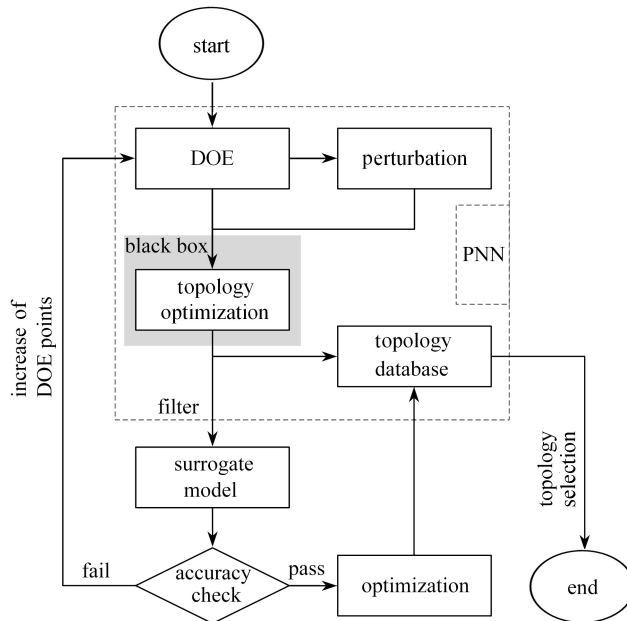 start
DOE
perturbation
black box
PNN
topology
optimization
topology
database
increase of
DOE points
filter
surrogate
model
topology
selection
fail
accuracy
check
pass
optimization
end